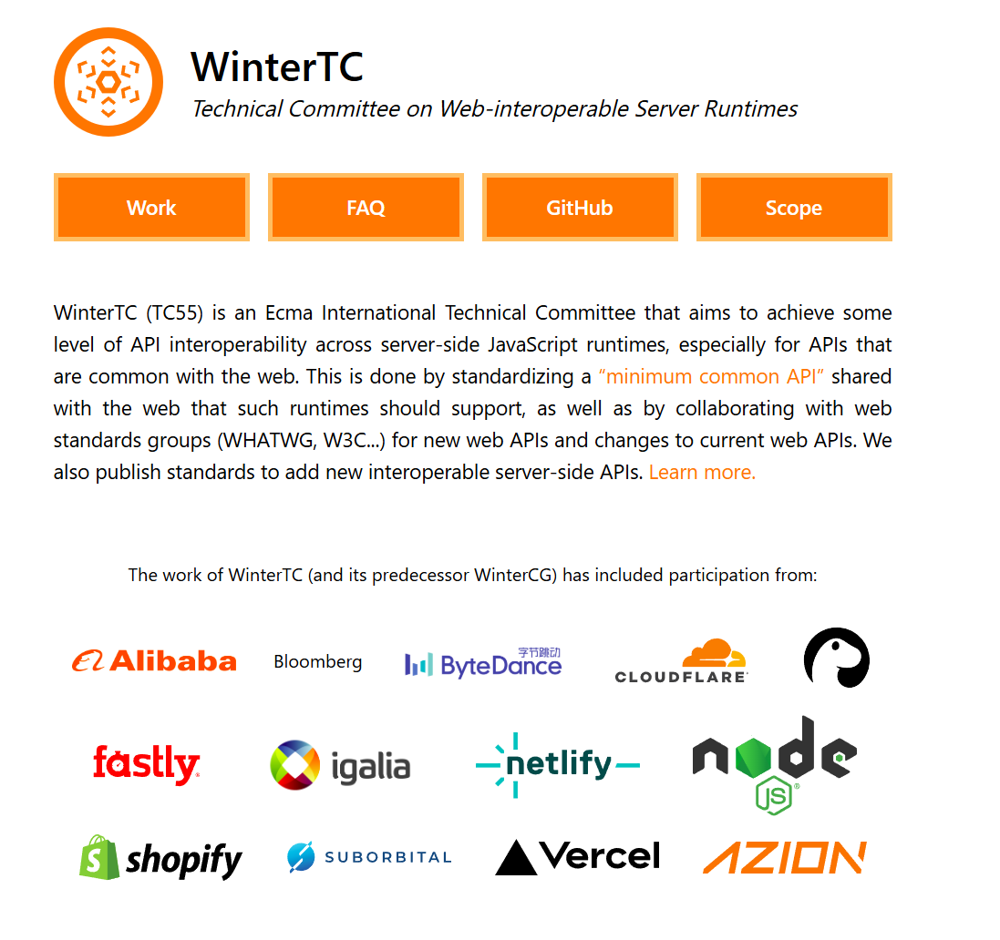 WinterTC
Technical Committee on Web-interoperable Server Runtimes
Work
FAQ
GitHub
Scope
WinterTC (TC55) is an Ecma International Technical Committee that aims to achieve some
level of API interoperability across server-side JavaScript runtimes, especially for APIs that
are common with the web. This is done by standardizing a “minimum common API” shared
with the web that such runtimes should support, as well as by collaborating with web
standards groups (WHATWG, W3C...) for new web APIs and changes to current web APIs. We
also publish standards to add new interoperable server-side APIs. Learn more.
The work of WinterTC (and its predecessor WinterCG) has included participation from:
Alibaba
Bloomberg
字节跳动
ByteDance
CLOUDFLARE
fastly
igalia
netlify
node
JS®
shopify
SUBORBITAL
Vercel
AZION